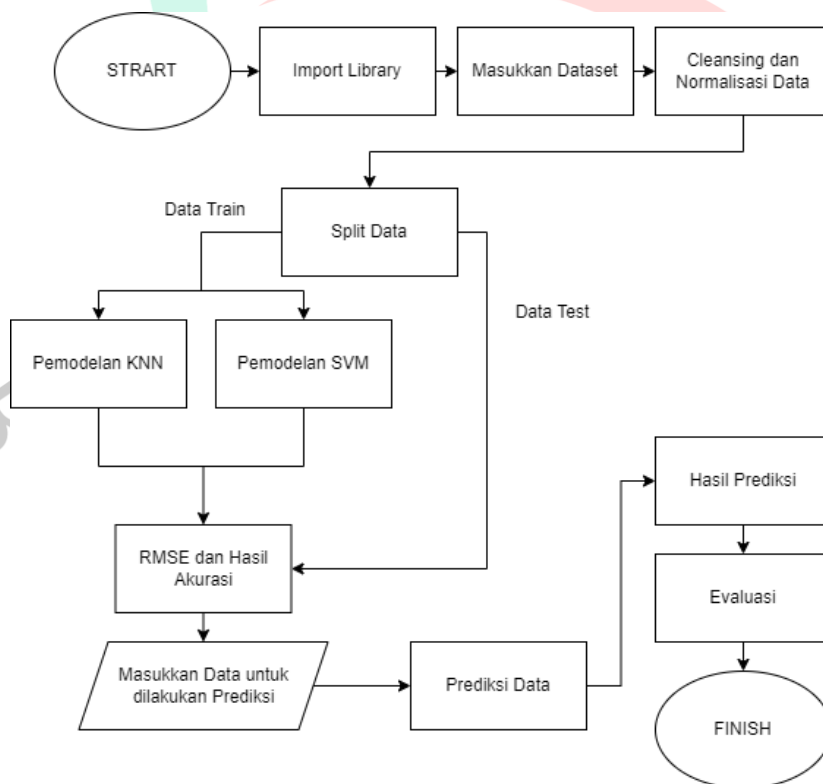 STRART
Import Library
Masukkan Dataset
Cleansing dan
Normalisasi Data
Data Train
Split Data
Data Test
Pemodelan KNN
Pemodelan SVM
Hasil Prediksi
RMSE dan Hasil
Akurasi
Evaluasi
Masukkan Data untuk
dilakukan Prediksi
Prediksi Data
FINISH